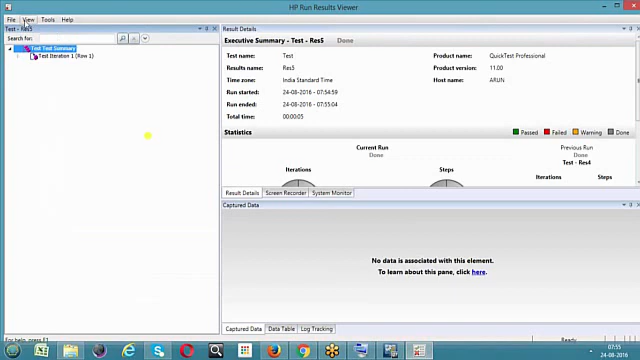 HP Run Results Viewer
File View Tools Help
Test - Res5
Search for:
Test Test Summary
Test Iteration 1 (Row 1)
Result Details
Executive Summary - Test - Res5 Done
Test name: Test Product name: QuickTest Professional
Results name: Res5 Product version: 11.00
Time zone: India Standard Time Host name: ARUN
Run started: 24-08-2016 - 07:54:59
Run ended: 24-08-2016 - 07:55:04
Total time: 00:00:05
Statistics Passed Failed Warning Done
Current Run Previous Run
Done Done
Test - Res4
Iterations Steps Iterations Steps
Result Details Screen Recorder System Monitor
Captured Data
No data is associated with this element.
To learn about this pane, click here.
Captured Data Data Table Log Tracking
For help, press F1 Ready
07:55
24-08-2016